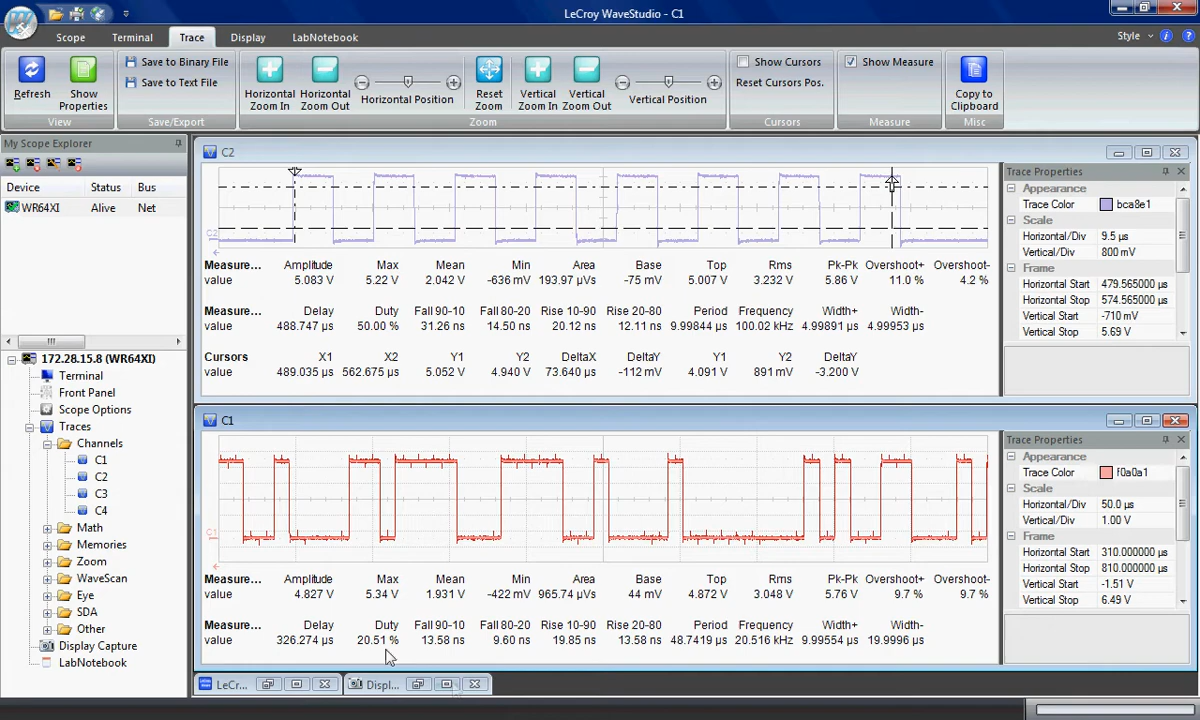 LeCroy WaveStudio - C1
Scope Terminal Trace Display LabNotebook Style
Refresh
Show Properties
View
Save to Binary File
Save to Text File
Save/Export
Horizontal Zoom In
Horizontal Zoom Out
Horizontal Position
Reset Zoom
Vertical Zoom In
Vertical Zoom Out
Vertical Position
Zoom
Show Cursors
Reset Cursors Pos.
Cursors
Show Measure
Measure
Copy to Clipboard
Misc
My Scope Explorer
Device Status Bus
WR64XI Alive Net
172.28.15.8 (WR64XI)
Terminal
Front Panel
Scope Options
Traces
Channels
C1
C2
C3
C4
Math
Memories
Zoom
WaveScan
Eye
SDA
Other
Display Capture
LabNotebook
C2
C2
Measure... Amplitude Max Mean Min Area Base Top Rms Pk-Pk Overshoot+ Overshoot-
value 5.083 V 5.22 V 2.042 V -636 mV 193.97 µVs -75 mV 5.007 V 3.232 V 5.86 V 11.0 % 4.2 %
Measure... Delay Duty Fall 90-10 Fall 80-20 Rise 10-90 Rise 20-80 Period Frequency Width+ Width-
value 488.747 µs 50.00 % 31.26 ns 14.50 ns 20.12 ns 12.11 ns 9.99844 µs 100.02 kHz 4.99891 µs 4.99953 µs
Cursors X1 X2 Y1 Y2 DeltaX DeltaY Y1 Y2 DeltaY
value 489.035 µs 562.675 µs 5.052 V 4.940 V 73.640 µs -112 mV 4.091 V 891 mV -3.200 V
Trace Properties
Appearance
Trace Color bca8e1
Scale
Horizontal/Div 9.5 µs
Vertical/Div 800 mV
Frame
Horizontal Start 479.565000 µs
Horizontal Stop 574.565000 µs
Vertical Start -710 mV
Vertical Stop 5.69 V
C1
C1
Measure... Amplitude Max Mean Min Area Base Top Rms Pk-Pk Overshoot+ Overshoot-
value 4.827 V 5.34 V 1.931 V -422 mV 965.74 µVs 44 mV 4.872 V 3.048 V 5.76 V 9.7 % 9.7 %
Measure... Delay Duty Fall 90-10 Fall 80-20 Rise 10-90 Rise 20-80 Period Frequency Width+ Width-
value 326.274 µs 20.51 % 13.58 ns 9.60 ns 19.85 ns 13.58 ns 48.7419 µs 20.516 kHz 9.99554 µs 19.9996 µs
Trace Properties
Appearance
Trace Color f0a0a1
Scale
Horizontal/Div 50.0 µs
Vertical/Div 1.00 V
Frame
Horizontal Start 310.000000 µs
Horizontal Stop 810.000000 µs
Vertical Start -1.51 V
Vertical Stop 6.49 V
LeCr... Displ...